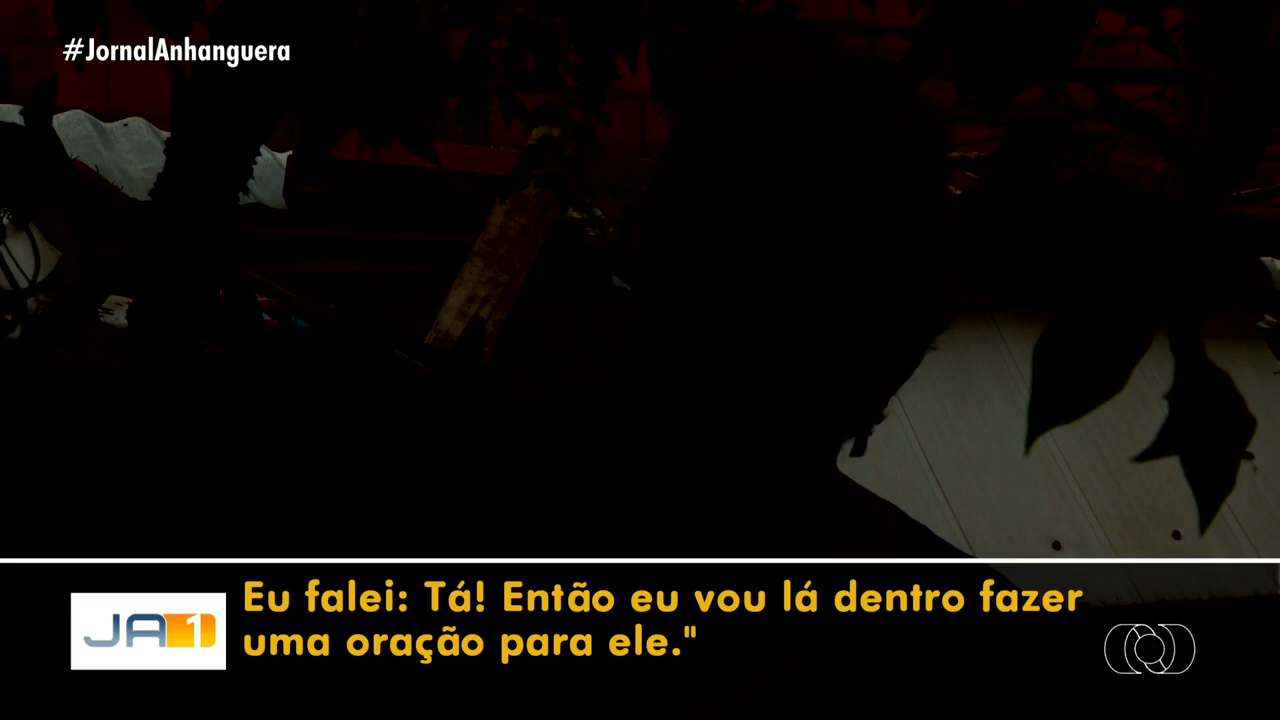 #JornalAnhanguera
Eu falei: Tá! Então eu vou lá dentro fazer
uma oração para ele."
JA1